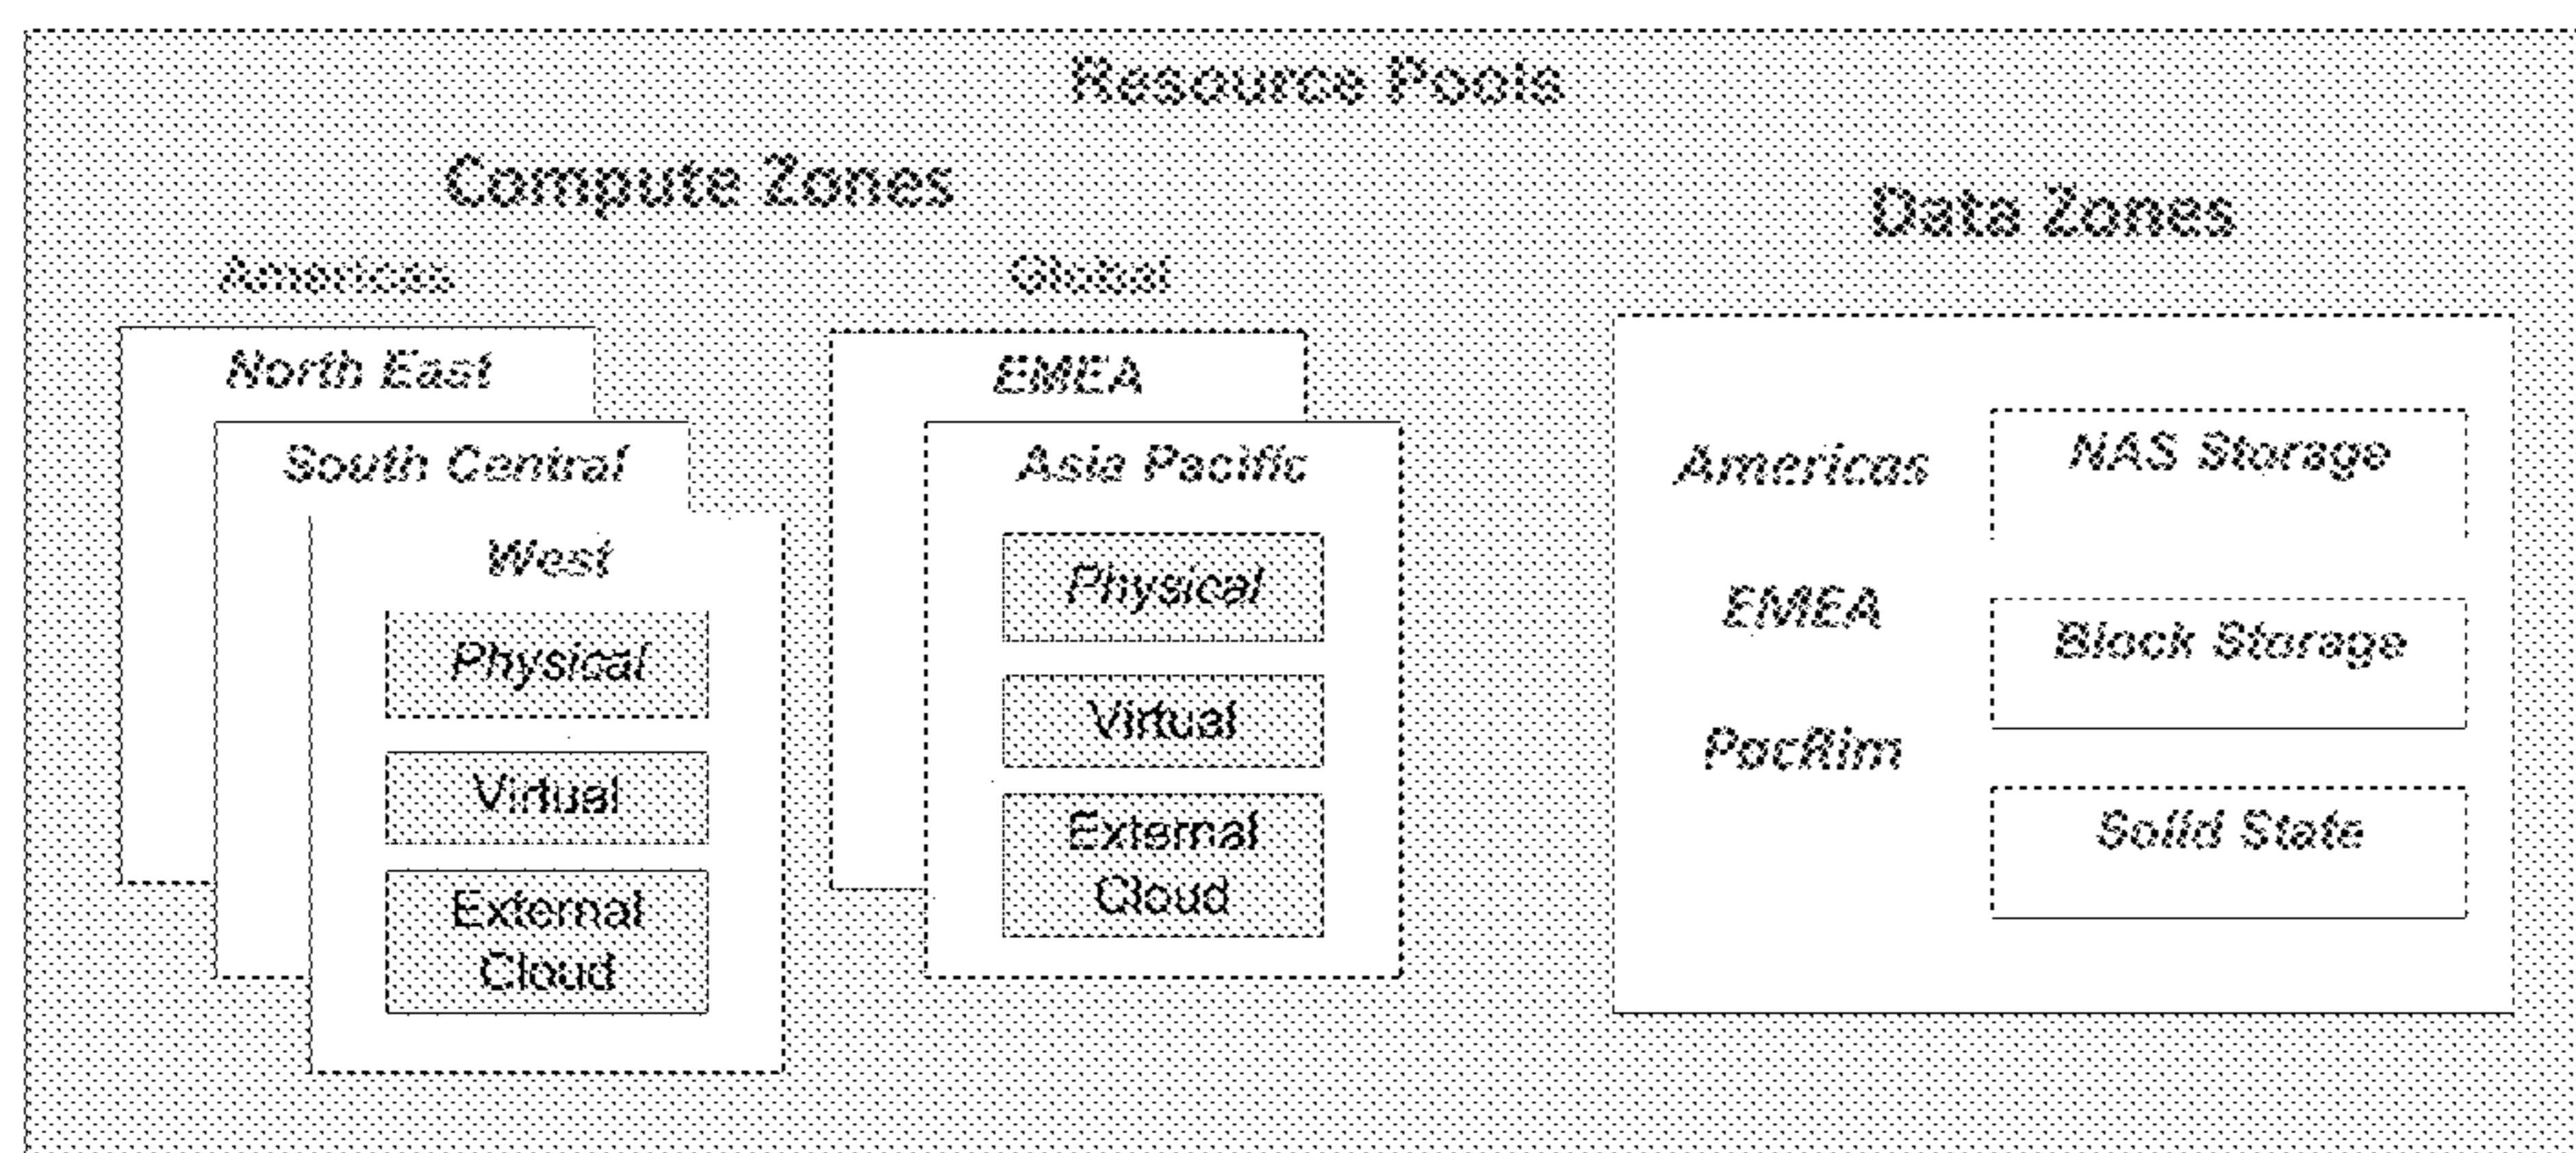 Resource Pools
Compute Zones
Data Zones
Americas
Global
North East
South Central
West
Physical
Virtual
External
Cloud
EMEA
Asia Pacific
Physical
Virtual
External
Cloud
Americas
EMEA
PacRim
NAS Storage
Block Storage
Solid State